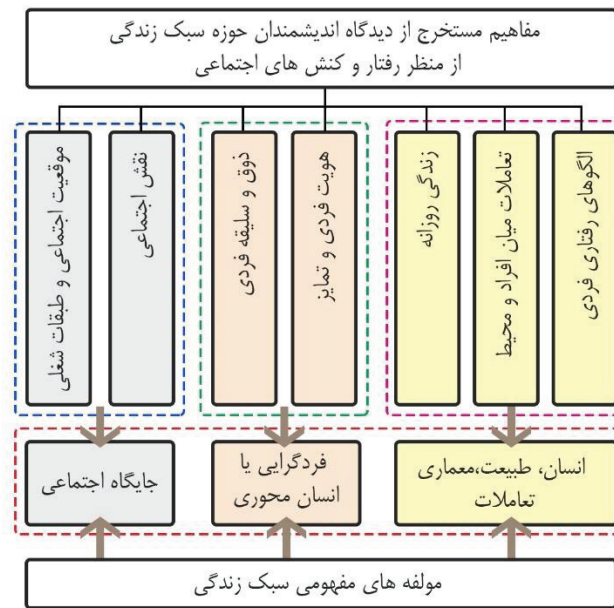 مفاهیم مستخرج از دیدگاه اندیشمندان حوزه سبک زندگی
از منظر رفتار و کنش های اجتماعی
الگوهای رفتاری فردی
تعاملات میان افراد و محیط
زندگی روزانه
هویت فردی و تمایز
ذوق و سلیقه فردی
نقش اجتماعی
موقعیت اجتماعی و طبقات شغلی
انسان، طبیعت،معماری
تعاملات
فردگرایی یا
انسان محوری
جایگاه اجتماعی
مولفه های مفهومی سبک زندگی